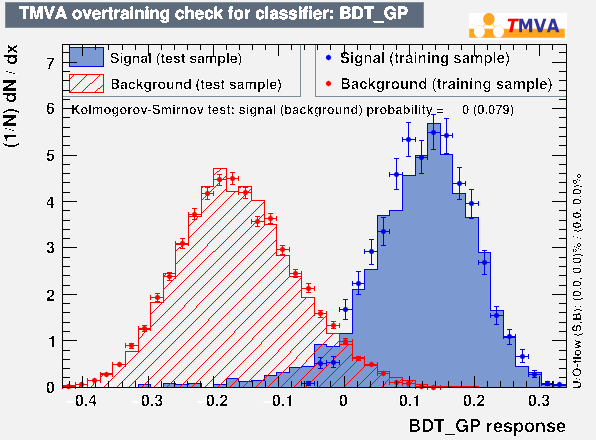 TMVA overtraining check for classifier: BDT_GP
TMVA
(1/N) dN / dx
Signal (test sample)
Background (test sample)
Signal (training sample)
Background (training sample)
Kolmogorov-Smirnov test: signal (background) probability = 0 (0.079)
7
6
5
4
3
2
1
0
−0.4 −0.3 −0.2 −0.1 0 0.1 0.2 0.3
BDT_GP response
U/O-flow (S,B): (0.0, 0.0)% / (0.0, 0.0)%